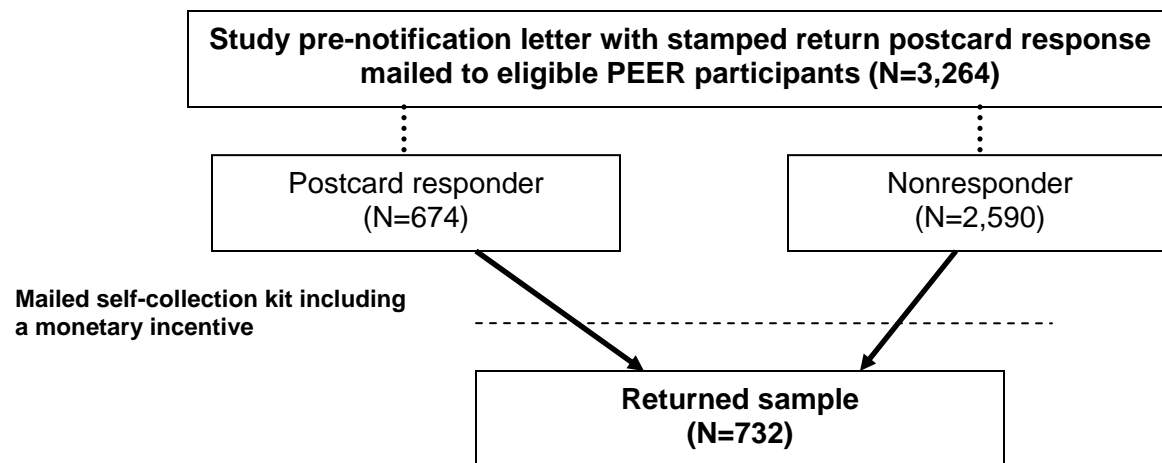 Study pre-notification letter with stamped return postcard response
mailed to eligible PEER participants (N=3,264)
Postcard responder
(N=674)
Nonresponder
(N=2,590)
Mailed self-collection kit including
a monetary incentive
Returned sample
(N=732)